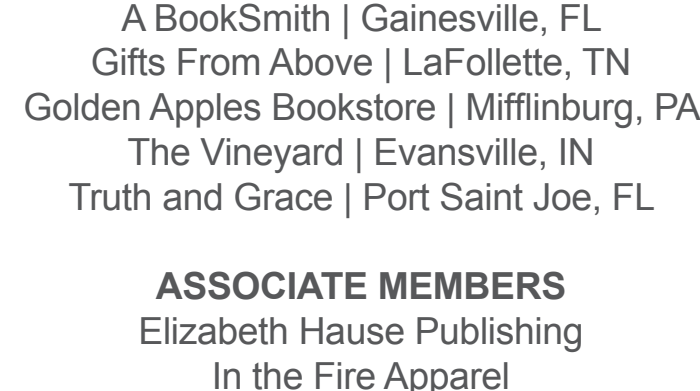 A BookSmith | Gainesville, FL
Gifts From Above | LaFollette, TN
Golden Apples Bookstore | Mifflinburg, PA
The Vineyard | Evansville, IN
Truth and Grace | Port Saint Joe, FL
ASSOCIATE MEMBERS
Elizabeth Hause Publishing
In the Fire Apparel